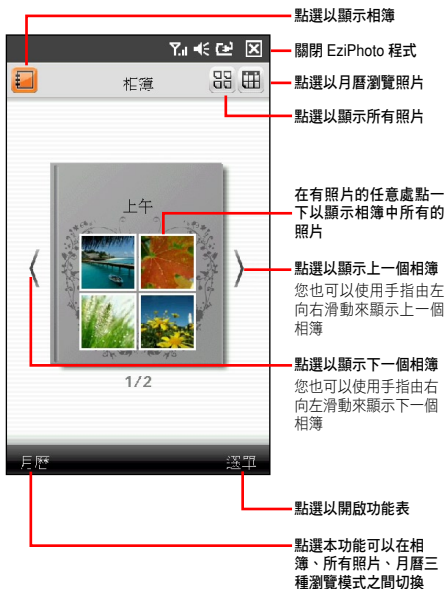 點選以顯示相簿
關閉 EziPhoto 程式
相簿
點選以月曆瀏覽照片
點選以顯示所有照片
上午
在有照片的任意處點一
下以顯示相簿中所有的
照片
點選以顯示上一個相簿
您也可以使用手指由左
向右滑動來顯示上一個
相簿
點選以顯示下一個相簿
您也可以使用手指由右
向左滑動來顯示下一個
相簿
1/2
月曆
選單
點選以開啟功能表
點選本功能可以在相
簿、所有照片、月曆三
種瀏覽模式之間切換